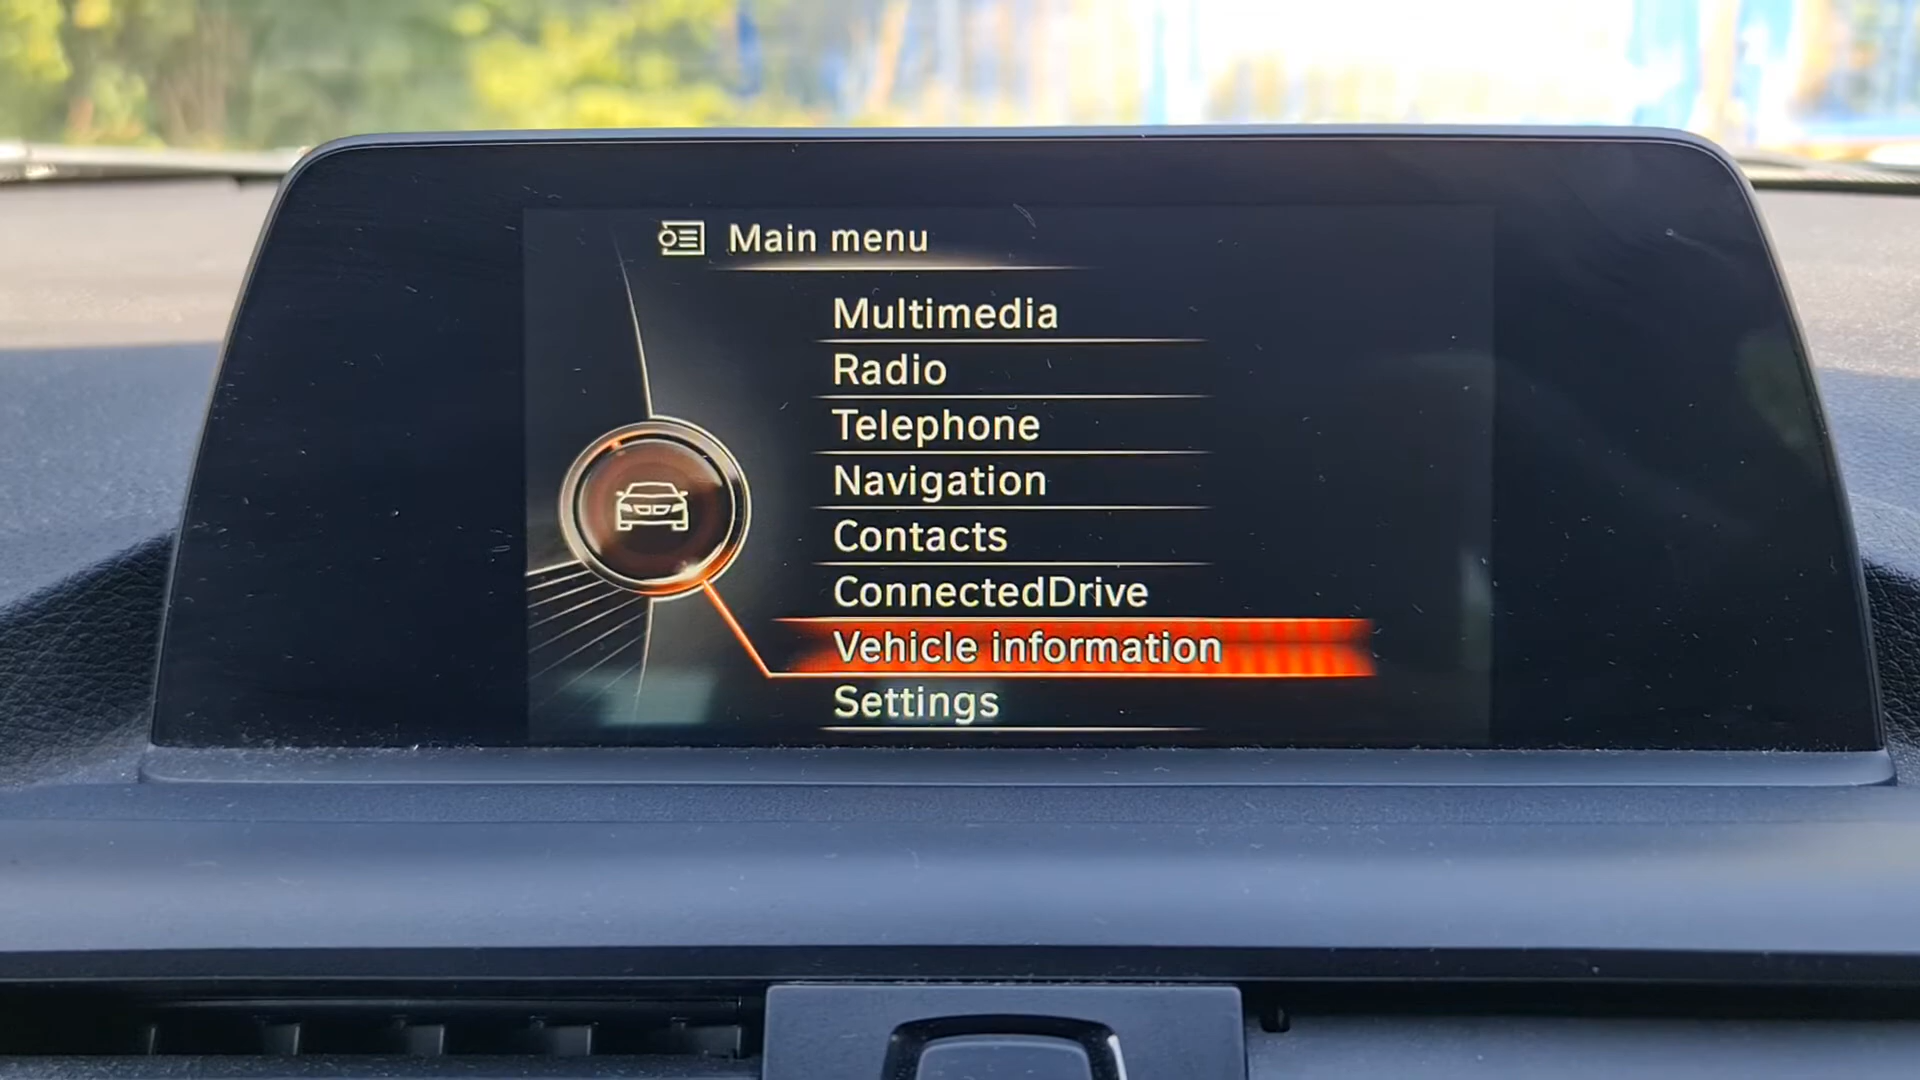 Main menu
Multimedia
Radio
Telephone
Navigation
Contacts
ConnectedDrive
Vehicle information
Settings